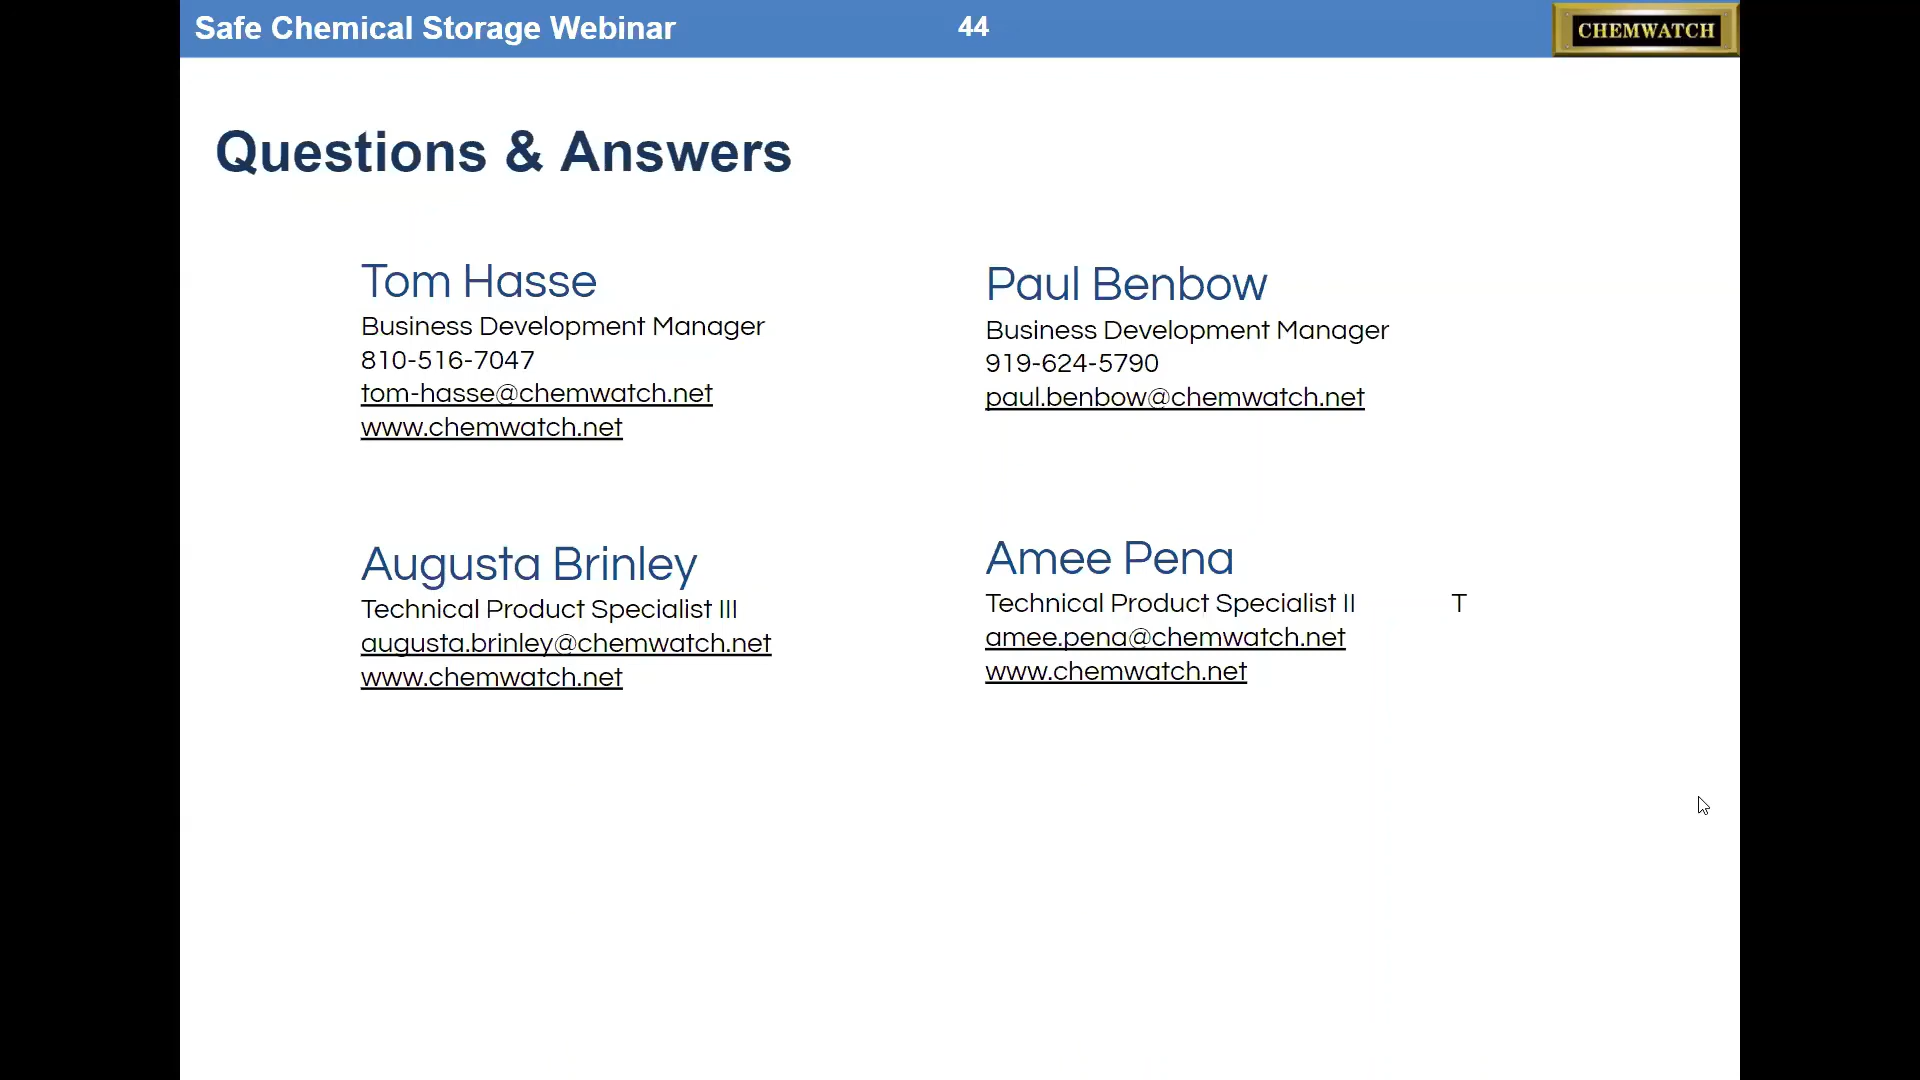 Safe Chemical Storage Webinar
44
CHEMWATCH
Questions & Answers
Tom Hasse
Business Development Manager
810-516-7047
tom-hasse@chemwatch.net
www.chemwatch.net
Paul Benbow
Business Development Manager
919-624-5790
paul.benbow@chemwatch.net
Augusta Brinley
Technical Product Specialist III
augusta.brinley@chemwatch.net
www.chemwatch.net
Amee Pena
Technical Product Specialist II T
amee.pena@chemwatch.net
www.chemwatch.net